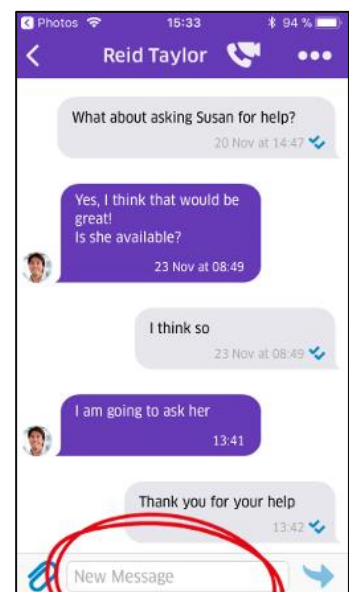 Photos 15:33 94 %
Reid Taylor
What about asking Susan for help?
20 Nov at 14:47
Yes, I think that would be
great!
Is she available?
23 Nov at 08:49
I think so
23 Nov at 08:49
I am going to ask her
13:41
Thank you for your help
13:42
New Message